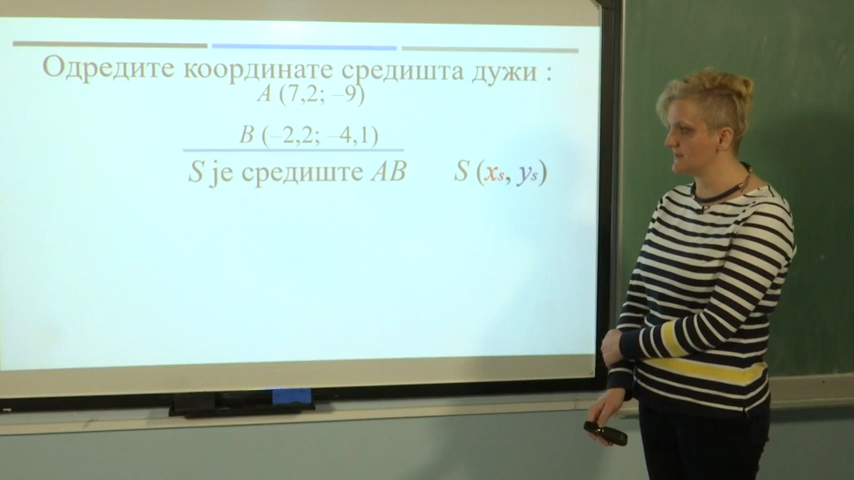 Одредите координате средишта дужи :
A (7,2; –9)
B (–2,2; –4,1)
S је средиште AB S (xₛ, yₛ)